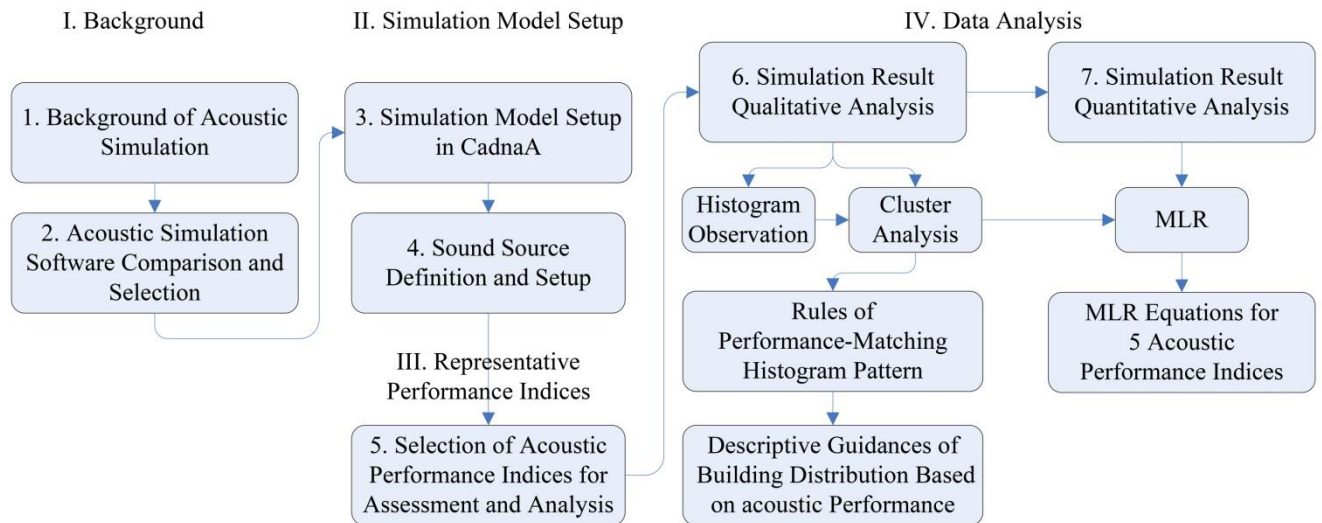 I. Background
1. Background of Acoustic
Simulation
2. Acoustic Simulation
Software Comparison and
Selection
II. Simulation Model Setup
3. Simulation Model Setup
in CadnaA
4. Sound Source
Definition and Setup
III. Representative
Performance Indices
5. Selection of Acoustic
Performance Indices for
Assessment and Analysis
IV. Data Analysis
6. Simulation Result
Qualitative Analysis
Histogram
Observation
Cluster
Analysis
Rules of
Performance-Matching
Histogram Pattern
Descriptive Guidances of
Building Distribution Based
on acoustic Performance
7. Simulation Result
Quantitative Analysis
MLR
MLR Equations for
5 Acoustic
Performance Indices